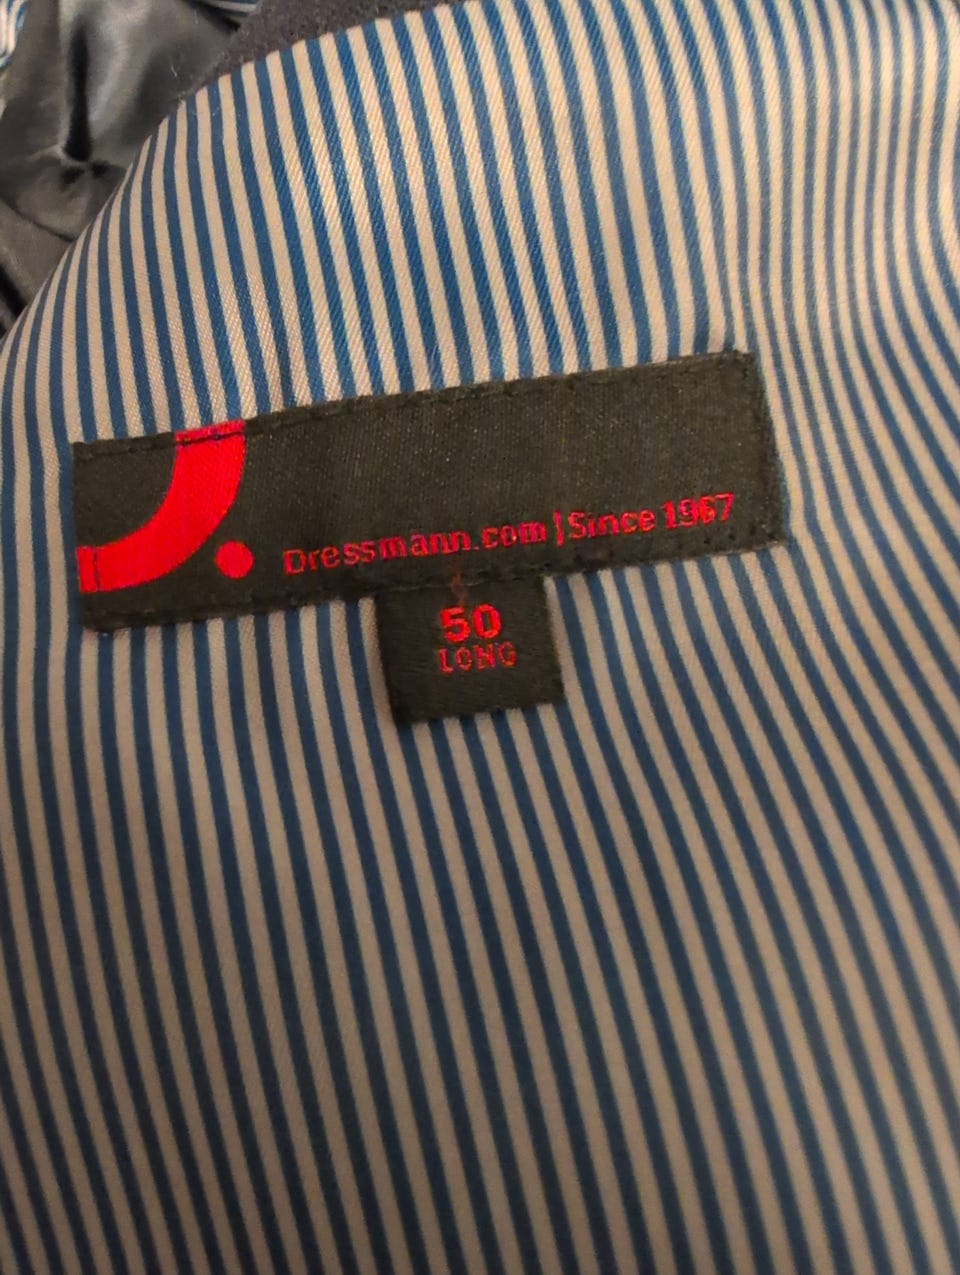 Dressmann.com | Since 1967
50
LONG